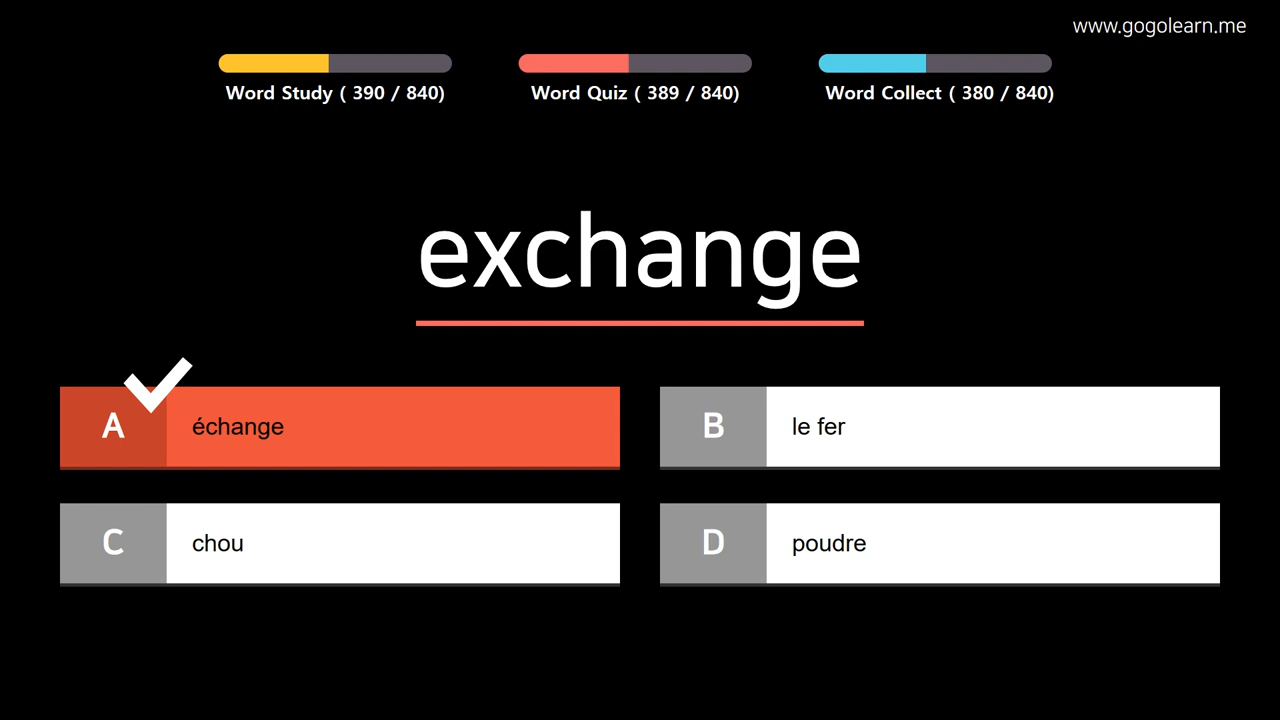 www.gogolearn.me
Word Study ( 390 / 840)
Word Quiz ( 389 / 840)
Word Collect ( 380 / 840)
exchange
A échange
B le fer
C chou
D poudre